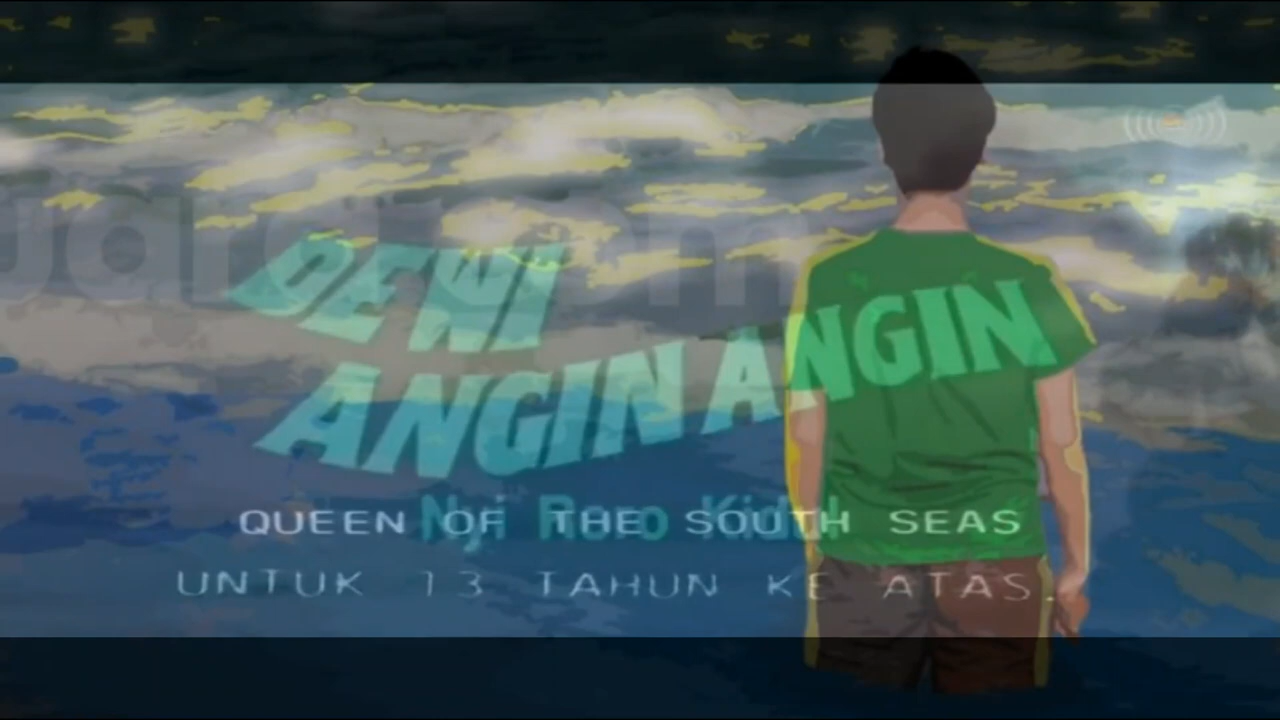 DEWI
ANGIN ANGIN
Nyi Roro Kidul
QUEEN OF THE SOUTH SEAS
UNTUK 13 TAHUN KE ATAS.